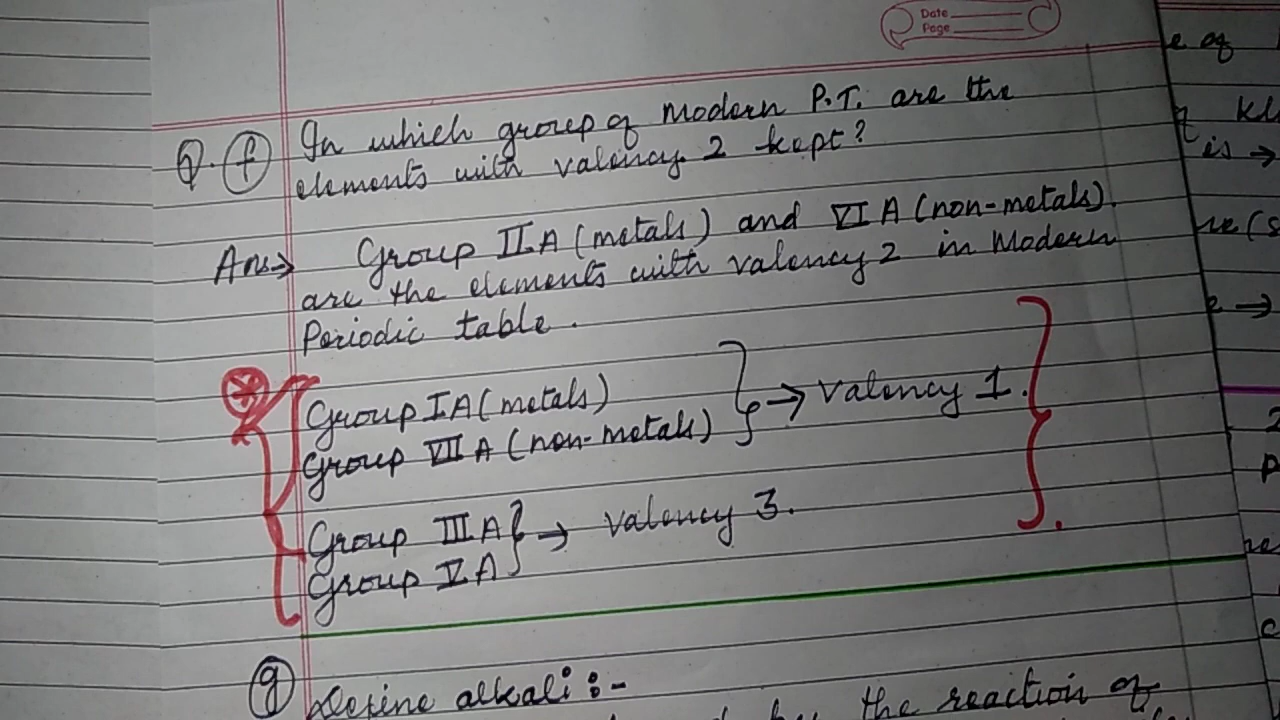 Date
Page
Q. (f) In which group of Modern P.T. are the
elements with valency 2 kept?
Ans→ Group II A (metals) and VI A (non-metals).
are the elements with valency 2 in Modern
Periodic table.
Group I A (metals)
Group VII A (non-metals) } → Valency 1.
Group III A
Group V A } → Valency 3.
(g) Define alkali :-
the reaction of
e of
is →
→